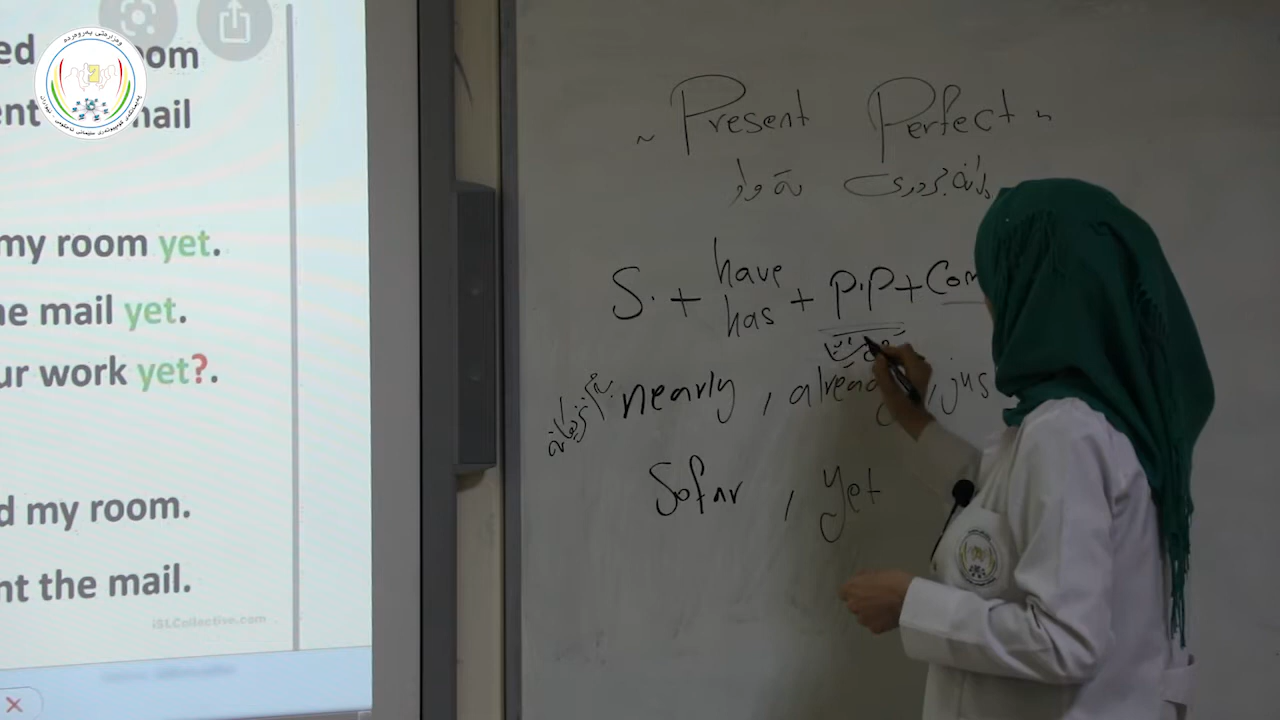 ed room
ent mail
my room yet.
he mail yet.
ur work yet?.
d my room.
nt the mail.
iSLCollective.com
~ Present Perfect ~
S. + have
has + P.P + Com
nearly, already, jus
Sofar, yet